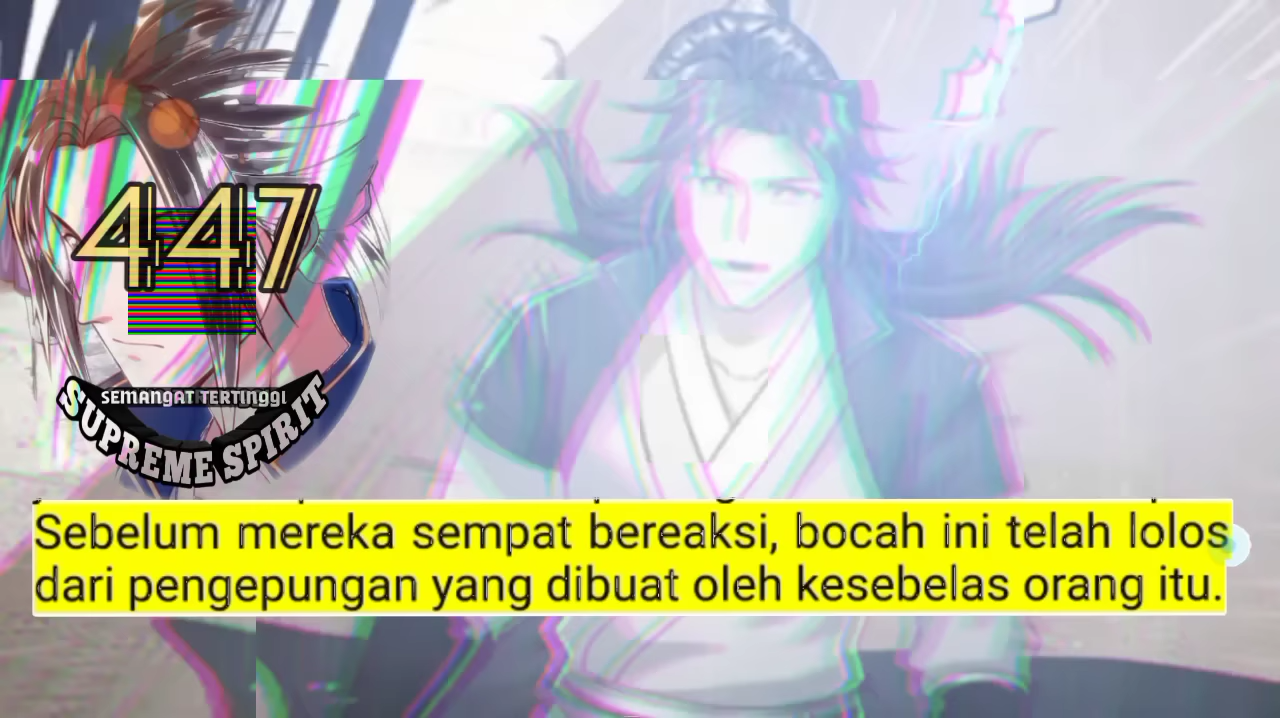 447
SEMANGAT TERTINGGI
SUPREME SPIRIT
Sebelum mereka sempat bereaksi, bocah ini telah lolos
dari pengepungan yang dibuat oleh kesebelas orang itu.